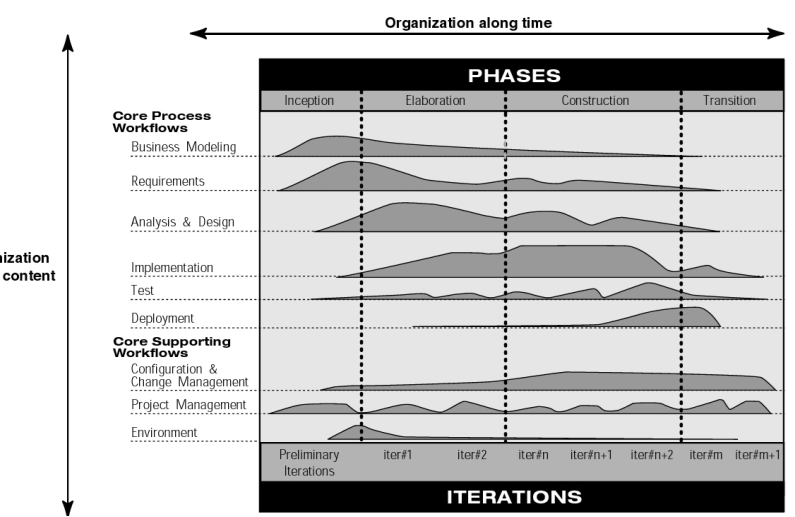 Organization along time
PHASES
Inception Elaboration Construction Transition
Core Process
Workflows
Business Modeling
Requirements
Analysis & Design
nization
content
Implementation
Test
Deployment
Core Supporting
Workflows
Configuration &
Change Management
Project Management
Environment
Preliminary
Iterations
iter#1 iter#2 iter#n iter#n+1 iter#n+2 iter#m iter#m+1
ITERATIONS